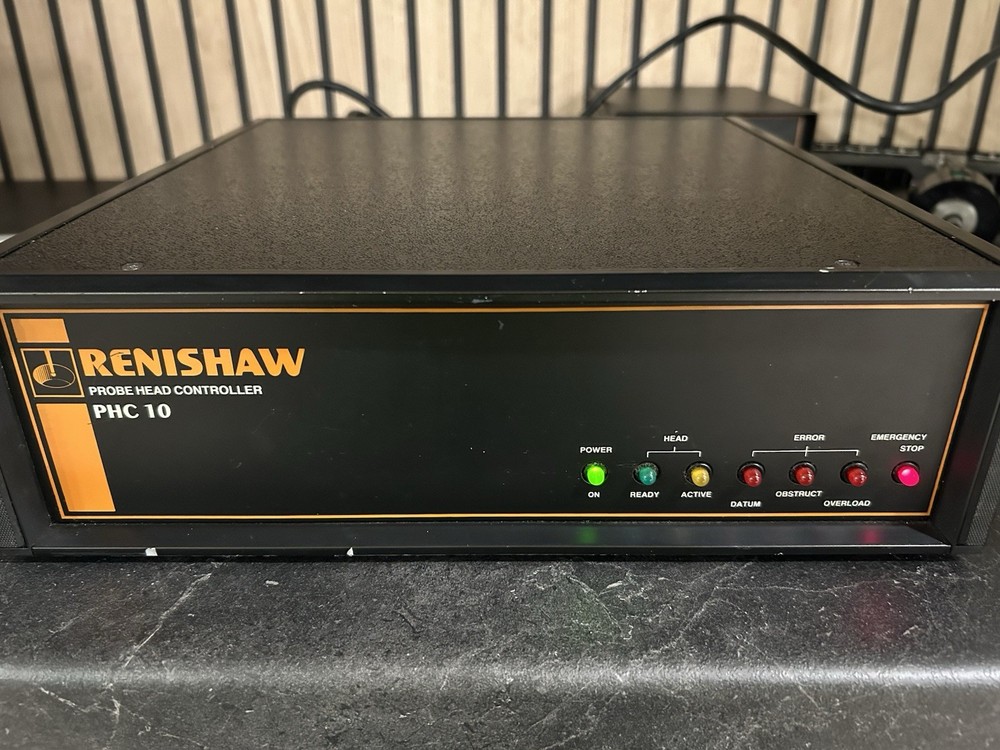 RENISHAW
PROBE HEAD CONTROLLER
PHC 10
POWER
ON
HEAD
READY ACTIVE
ERROR
DATUM OBSTRUCT OVERLOAD
EMERGENCY
STOP